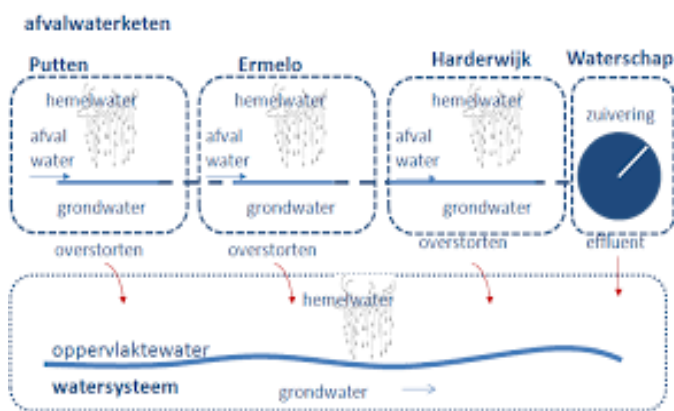 afvalwaterketen
Putten
Ermelo
Harderwijk
Waterschap
hemelwater
hemelwater
hemelwater
zuivering
afval
water
afval
water
afval
water
grondwater
grondwater
grondwater
overstorten
overstorten
overstorten
effluent
hemelwater
oppervlaktewater
watersysteem
grondwater